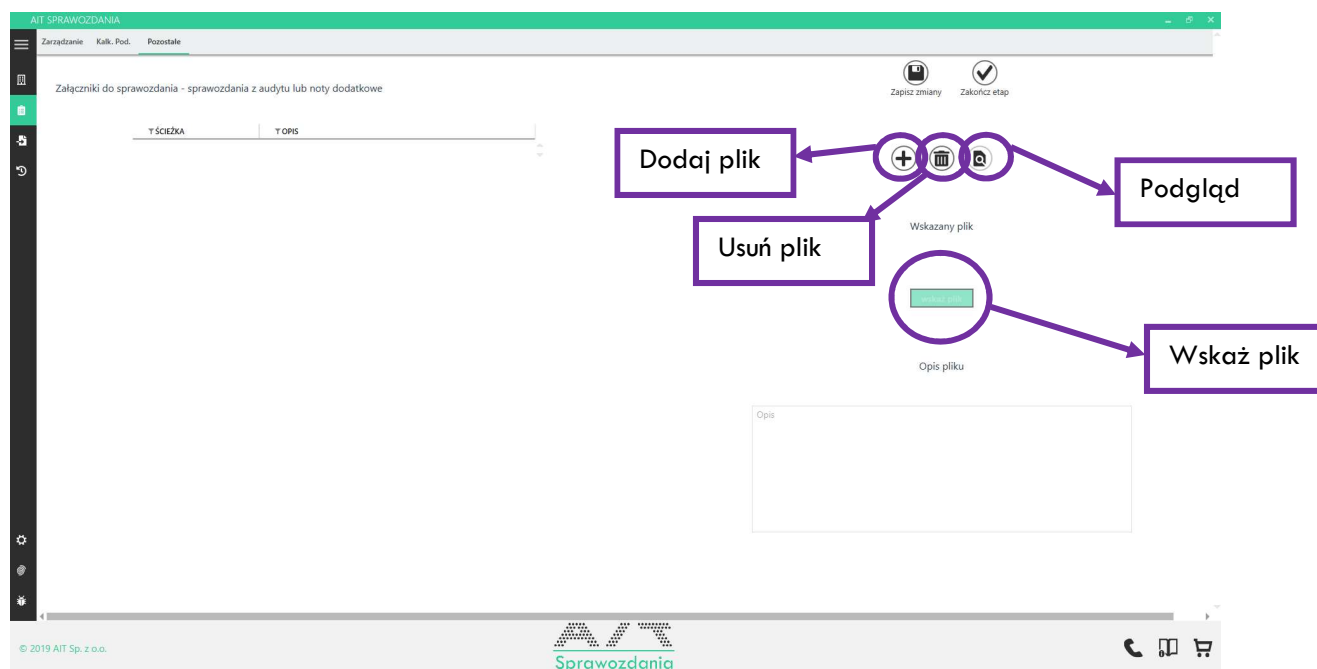 AIT SPRAWOZDANIA
Zarządzanie Kalk. Pod. Pozostałe
Załączniki do sprawozdania - sprawozdania z audytu lub noty dodatkowe
Zapisz zmiany Zakończ etap
ŚCIEŻKA OPIS
Dodaj plik
Podgląd
Usuń plik
Wskazany plik
Wskaż plik
Wskaż plik
Opis pliku
Opis
© 2019 AIT Sp. z o.o.
AIT
Sprawozdania